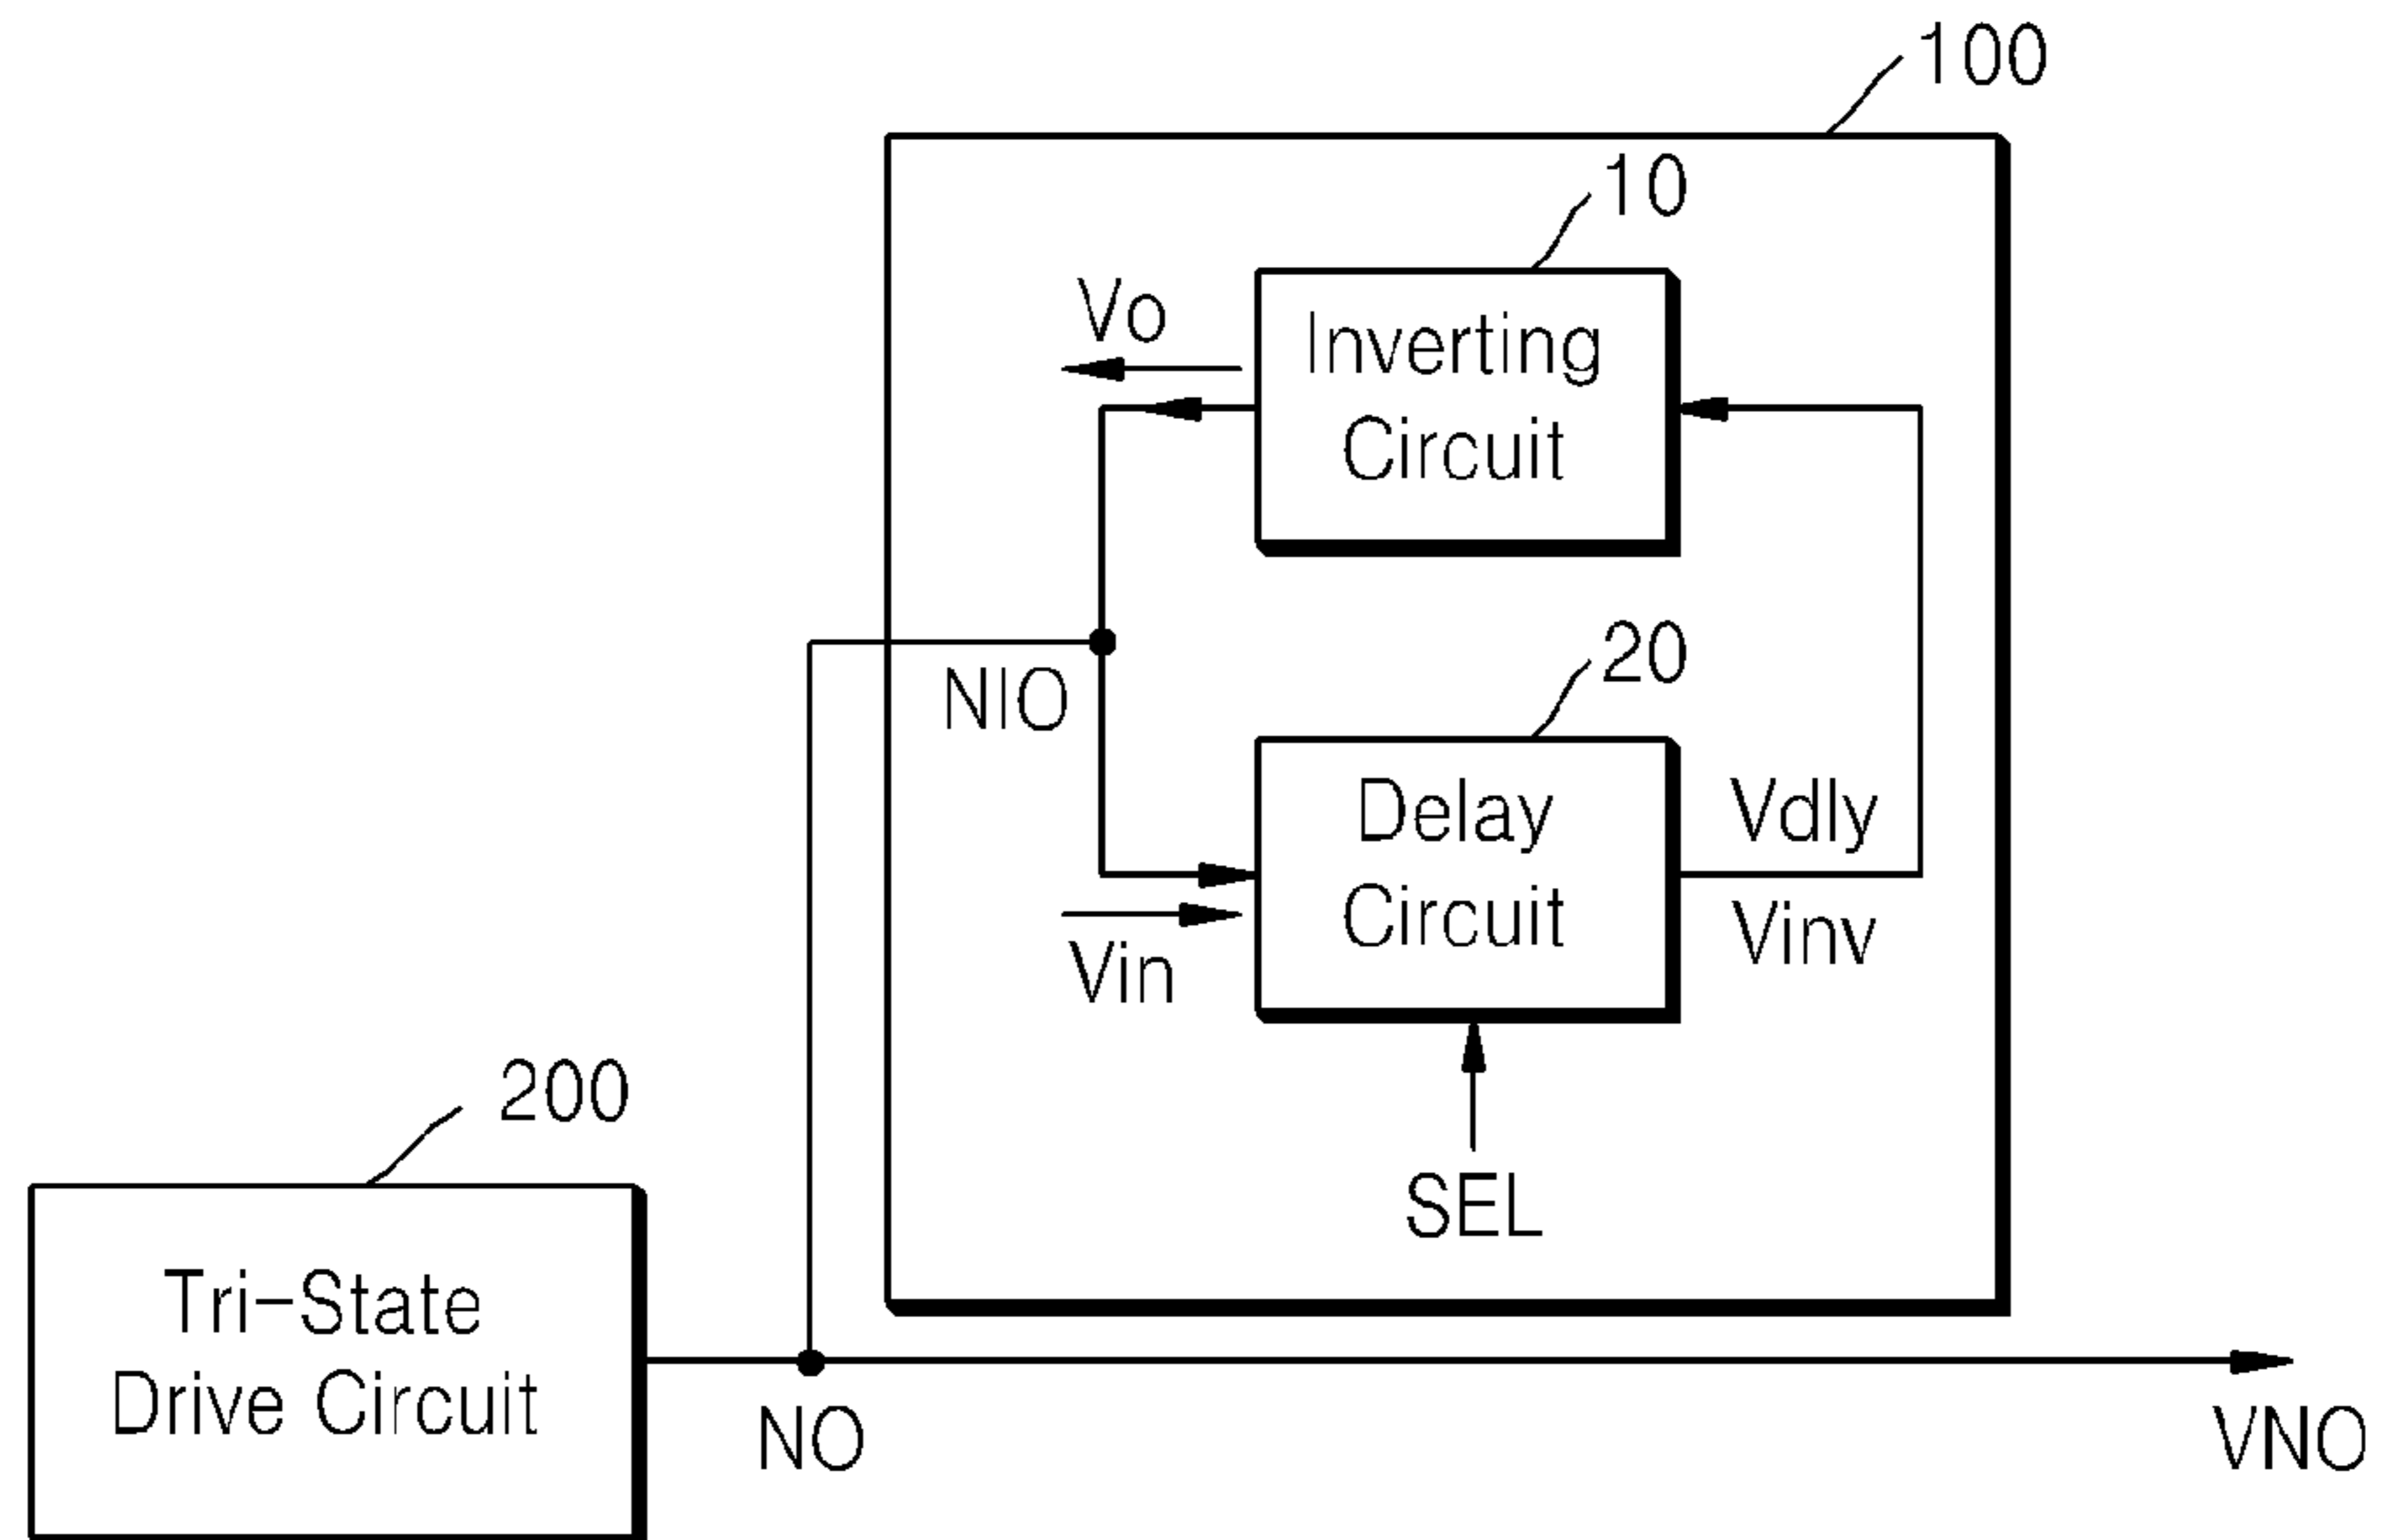 100
10
Vo
Inverting
Circuit
NIO
20
Delay
Circuit
Vdly
Vinv
Vin
SEL
200
Tri-State
Drive Circuit
NO
VNO